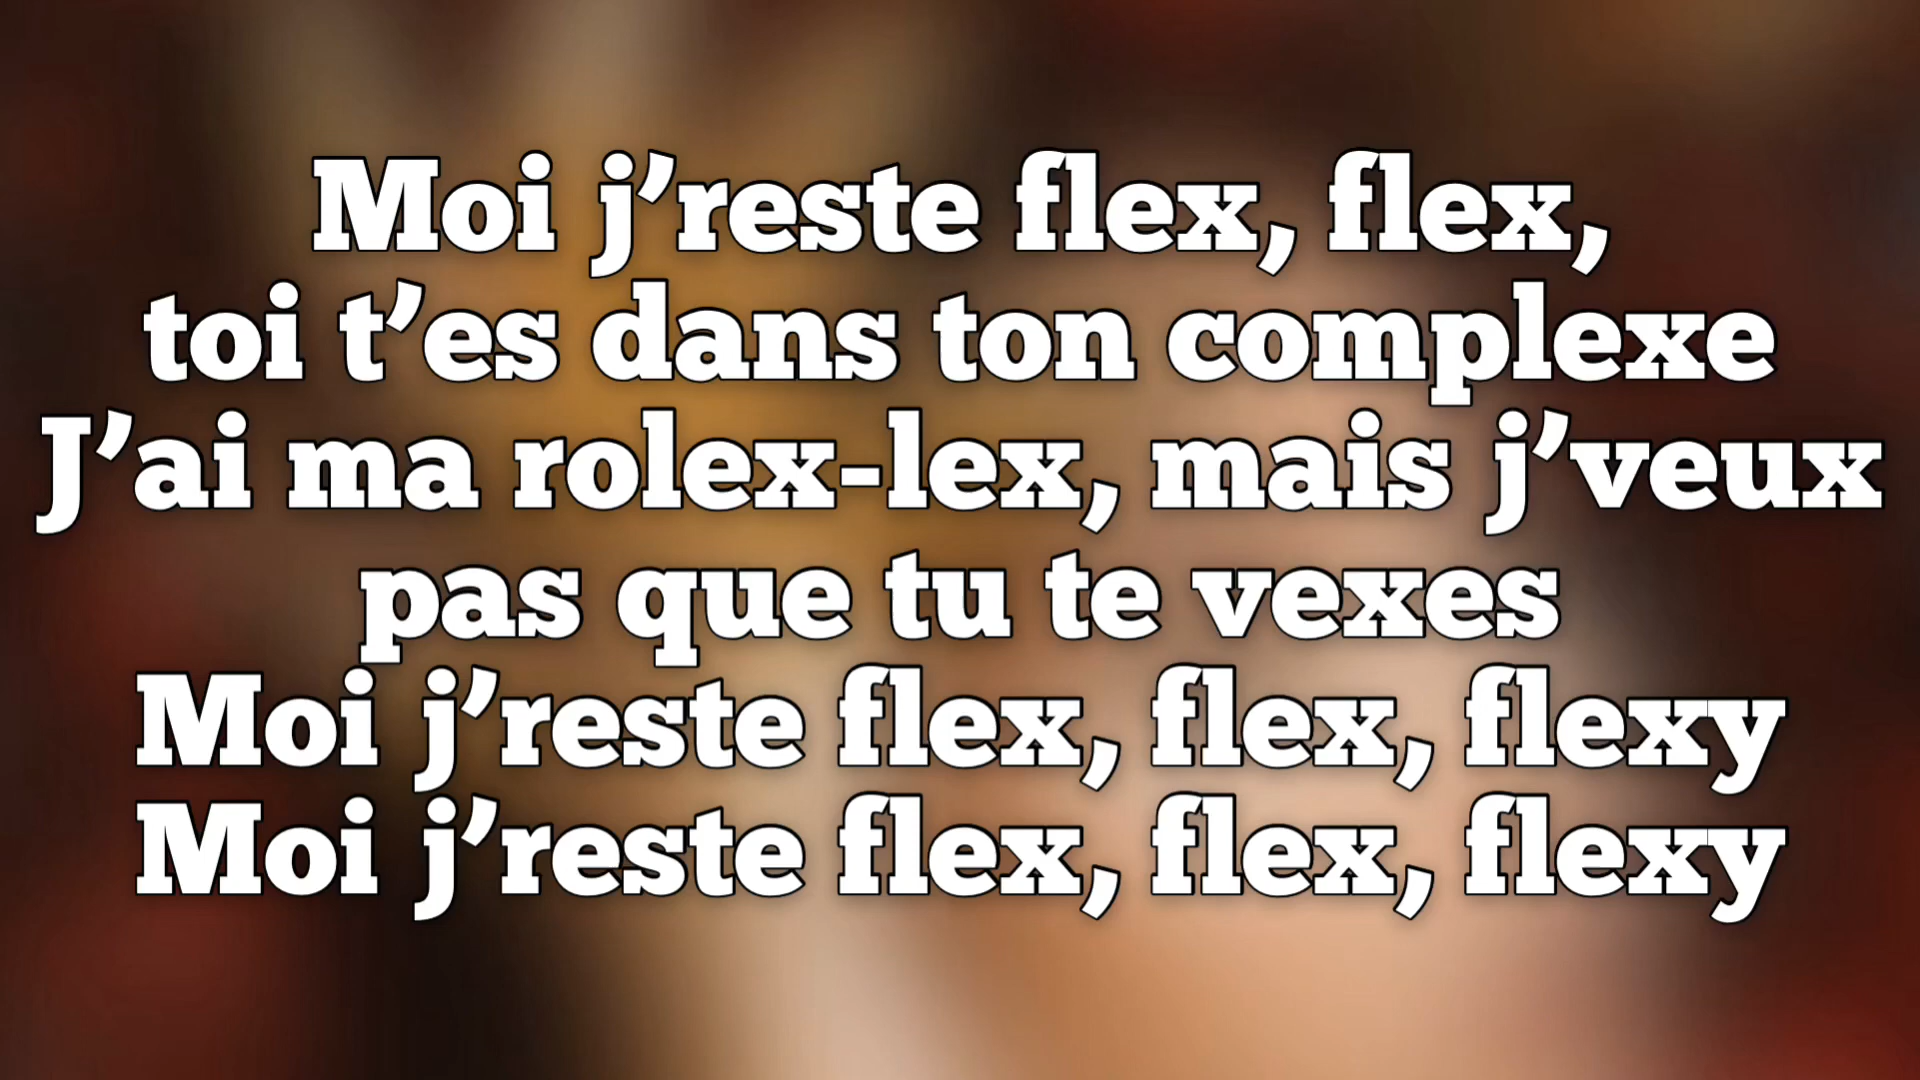 Moi j’reste flex, flex,
toi t’es dans ton complexe
J’ai ma rolex-lex, mais j’veux
pas que tu te vexes
Moi j’reste flex, flex, flexy
Moi j’reste flex, flex, flexy